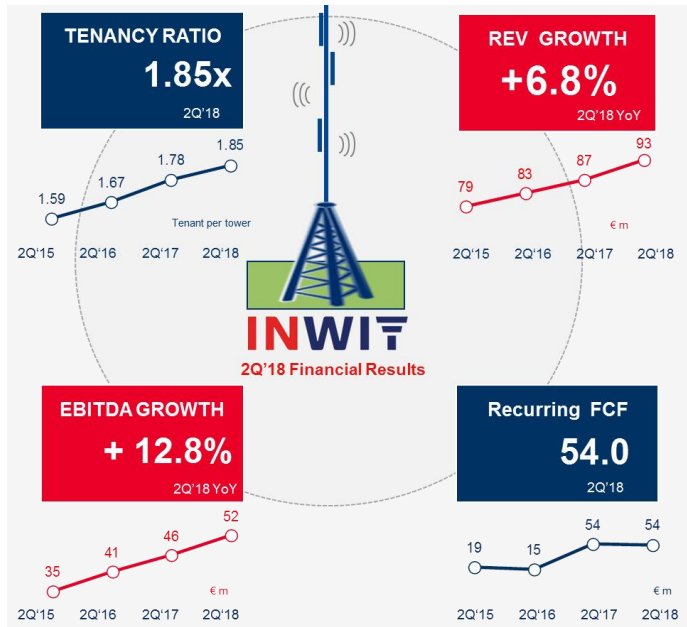 TENANCY RATIO
1.85x
2Q'18
1.59
1.67
1.78
1.85
Tenant per tower
2Q'15 2Q'16 2Q'17 2Q'18
REV GROWTH
+6.8%
2Q'18 YoY
79
83
87
93
€ m
2Q'15 2Q'16 2Q'17 2Q'18
INWIT
2Q'18 Financial Results
EBITDA GROWTH
+ 12.8%
2Q'18 YoY
35
41
46
52
€ m
2Q'15 2Q'16 2Q'17 2Q'18
Recurring FCF
54.0
2Q'18
19
15
54
54
€ m
2Q'15 2Q'16 2Q'17 2Q'18